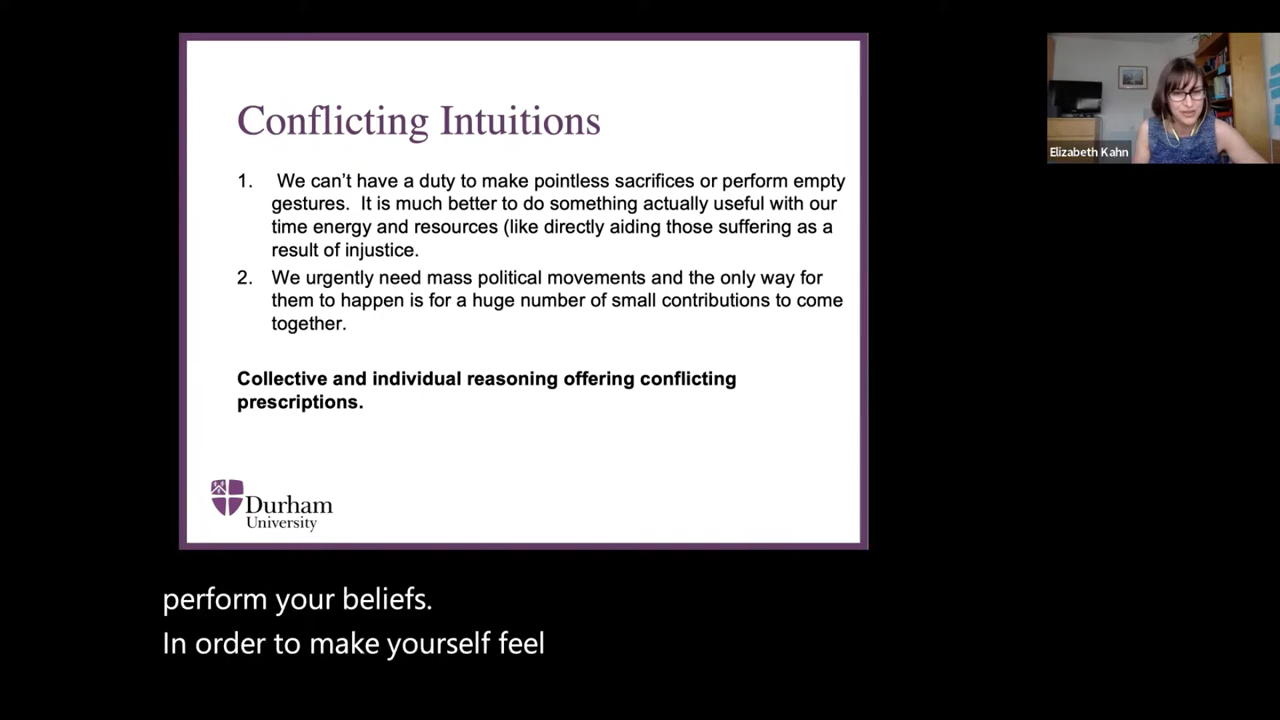 Conflicting Intuitions
1. We can't have a duty to make pointless sacrifices or perform empty
gestures. It is much better to do something actually useful with our
time energy and resources (like directly aiding those suffering as a
result of injustice.
2. We urgently need mass political movements and the only way for
them to happen is for a huge number of small contributions to come
together.
Collective and individual reasoning offering conflicting
prescriptions.
Durham
University
Elizabeth Kahn
perform your beliefs.
In order to make yourself feel